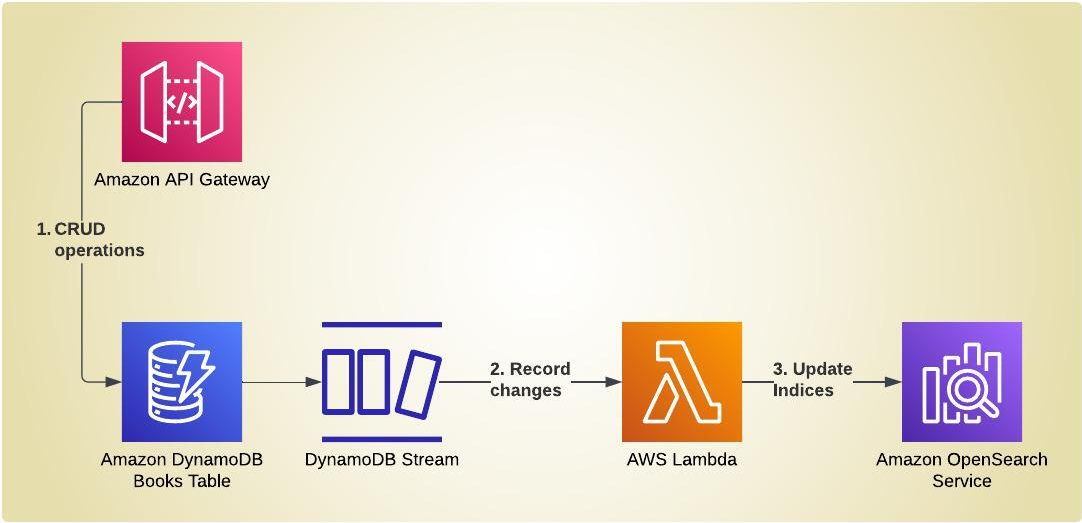 </>
Amazon API Gateway
1. CRUD
operations
2. Record
changes
3. Update
Indices
Amazon DynamoDB
Books Table
DynamoDB Stream
AWS Lambda
Amazon OpenSearch
Service